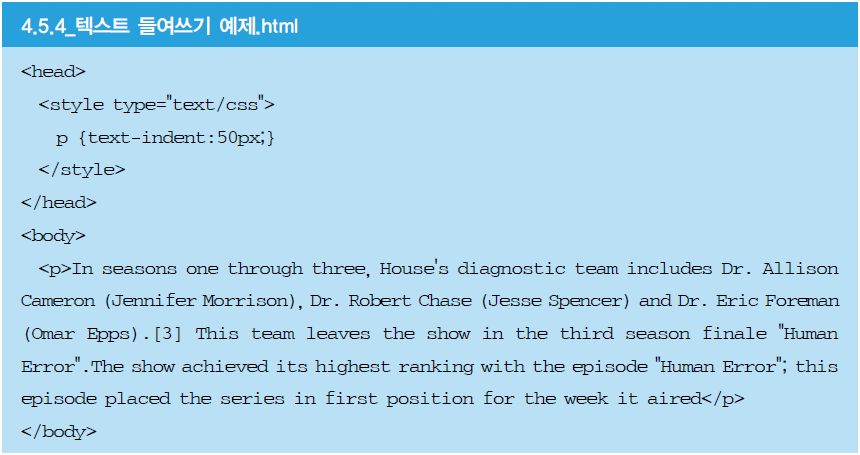 4.5.4_텍스트 들여쓰기 예제.html
<head>
<style type="text/css">
p {text-indent:50px;}
</style>
</head>
<body>
<p>In seasons one through three, House's diagnostic team includes Dr. Allison
Cameron (Jennifer Morrison), Dr. Robert Chase (Jesse Spencer) and Dr. Eric Foreman
(Omar Epps).[3] This team leaves the show in the third season finale "Human
Error".The show achieved its highest ranking with the episode "Human Error"; this
episode placed the series in first position for the week it aired</p>
</body>